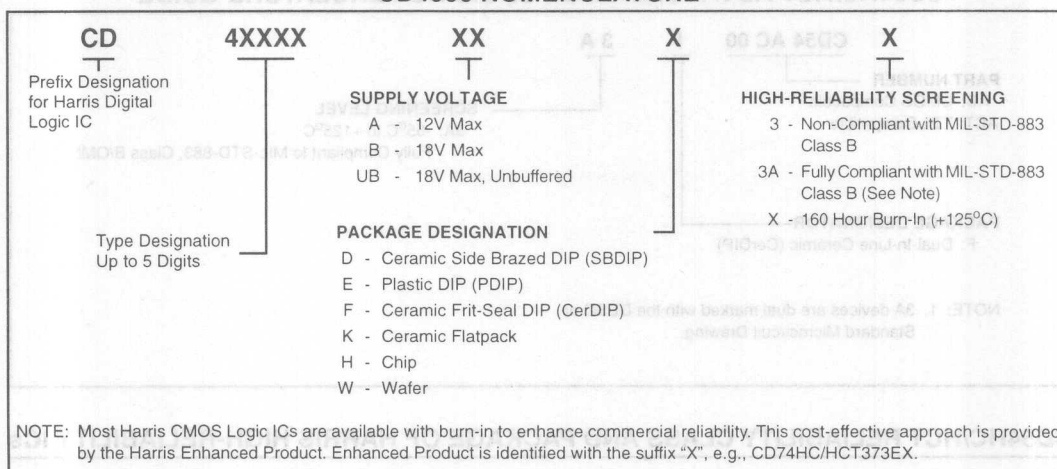 CD4000 NOMENCLATURE
CD 4XXXX XX X X
Prefix Designation
for Harris Digital
Logic IC
Type Designation
Up to 5 Digits
SUPPLY VOLTAGE
A - 12V Max
B - 18V Max
UB - 18V Max, Unbuffered
PACKAGE DESIGNATION
D - Ceramic Side Brazed DIP (SBDIP)
E - Plastic DIP (PDIP)
F - Ceramic Frit-Seal DIP (CerDIP)
K - Ceramic Flatpack
H - Chip
W - Wafer
HIGH-RELIABILITY SCREENING
3 - Non-Compliant with MIL-STD-883
Class B
3A - Fully Compliant with MIL-STD-883
Class B (See Note)
X - 160 Hour Burn-In (+125°C)
NOTE: Most Harris CMOS Logic ICs are available with burn-in to enhance commercial reliability. This cost-effective approach is provided
by the Harris Enhanced Product. Enhanced Product is identified with the suffix “X”, e.g., CD74HC/HCT373EX.